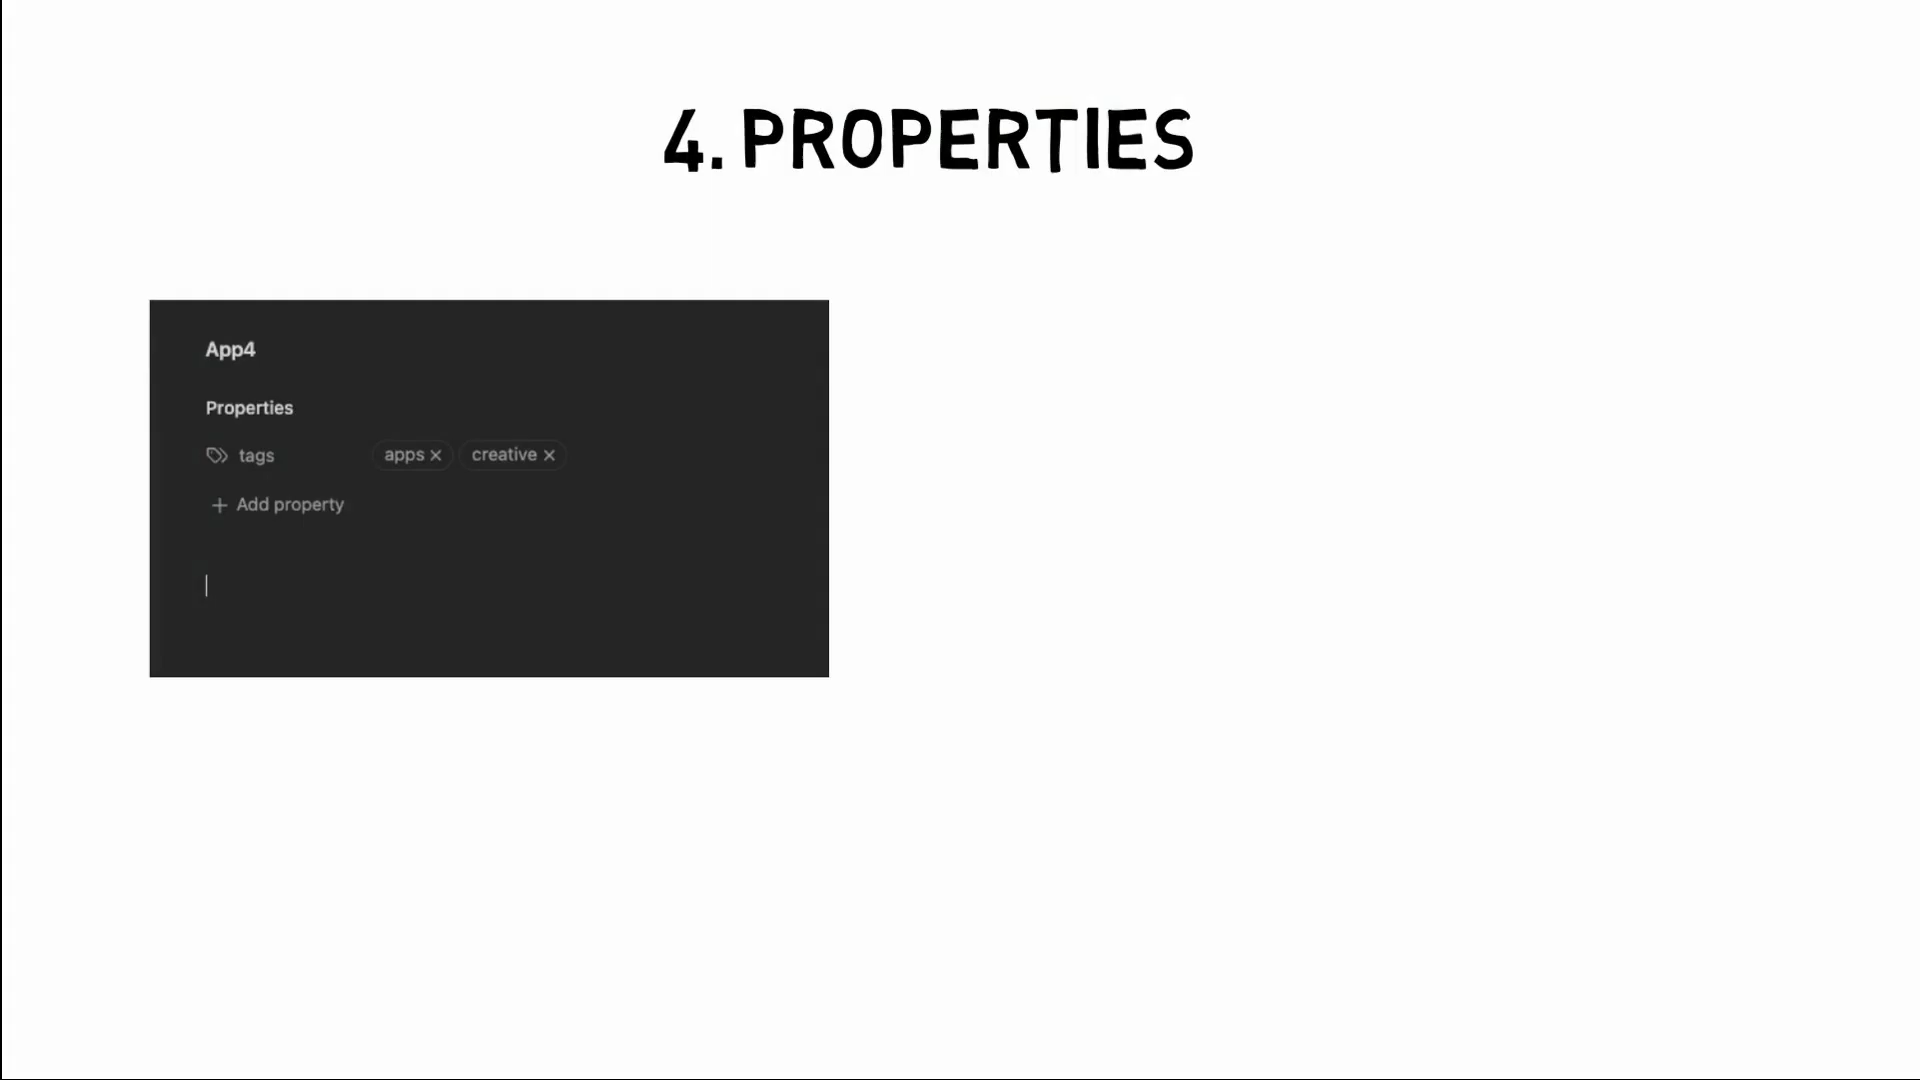 4. PROPERTIES
App4
Properties
tags apps creative
Add property